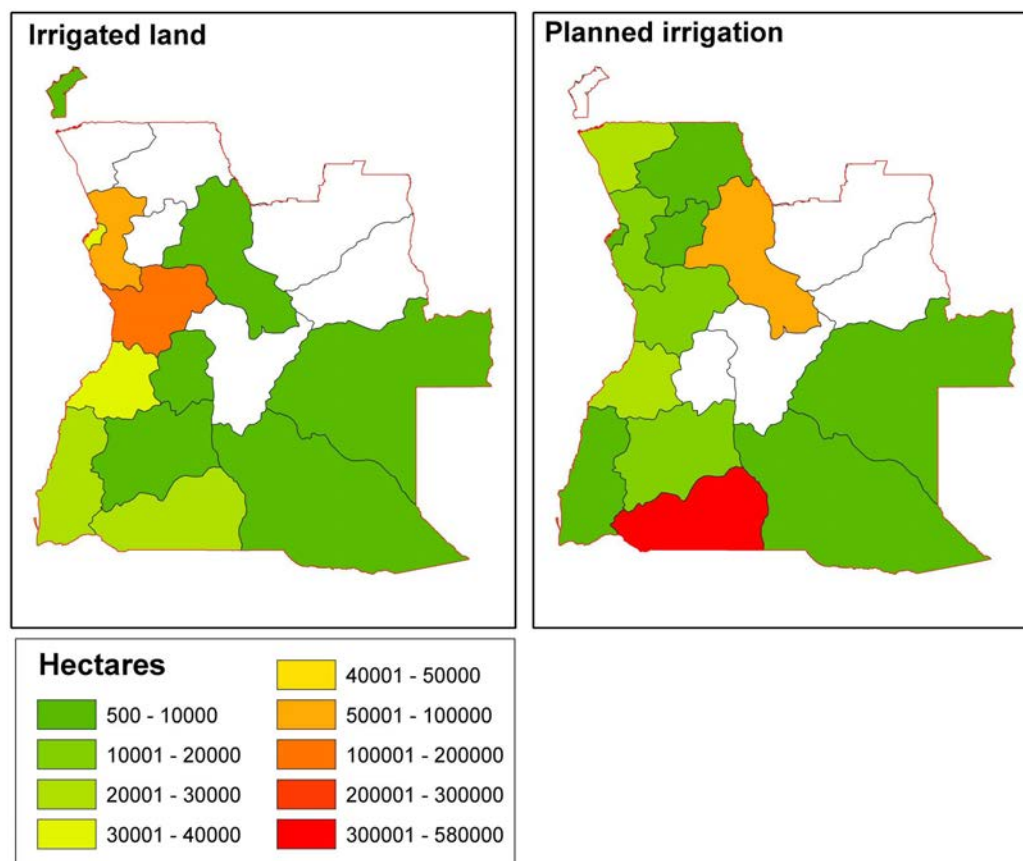 Irrigated land
Planned irrigation
Hectares
500 - 10000
10001 - 20000
20001 - 30000
30001 - 40000
40001 - 50000
50001 - 100000
100001 - 200000
200001 - 300000
300001 - 580000